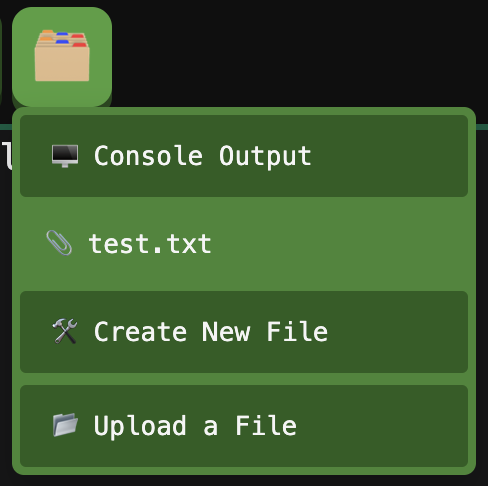 Console Output
test.txt
Create New File
Upload a File